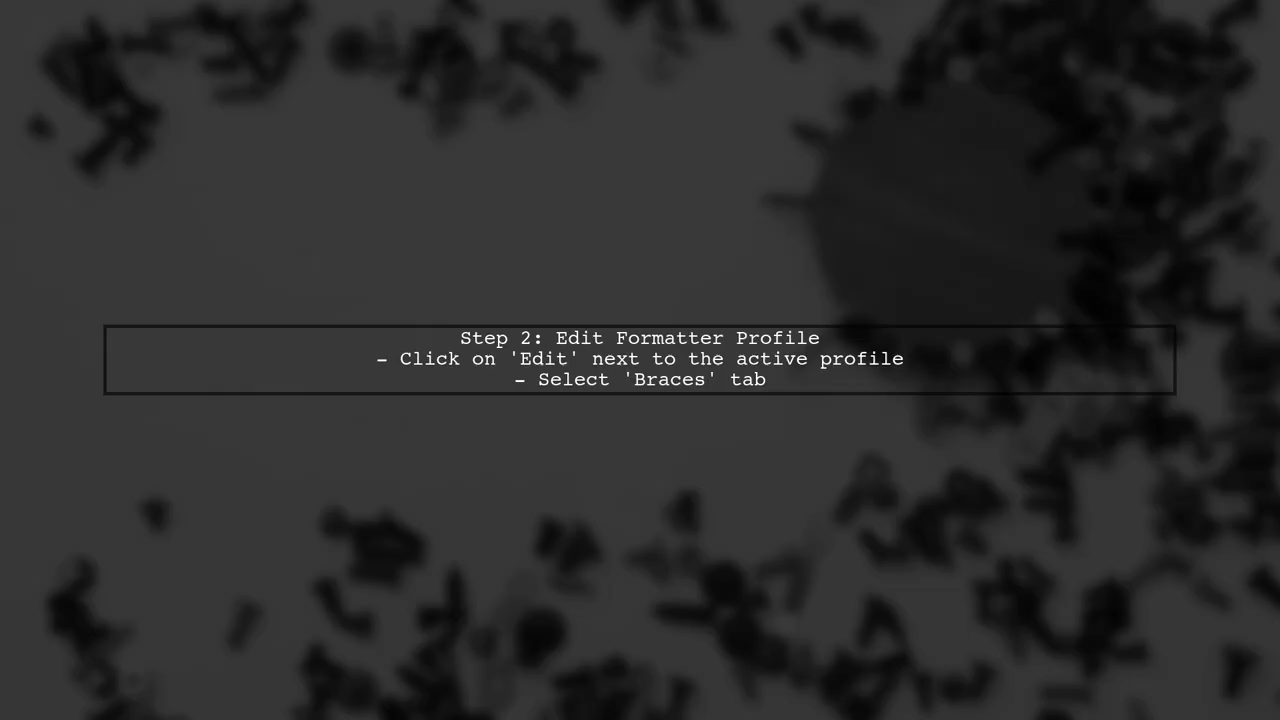 Step 2: Edit Formatter Profile
- Click on 'Edit' next to the active profile
- Select 'Braces' tab